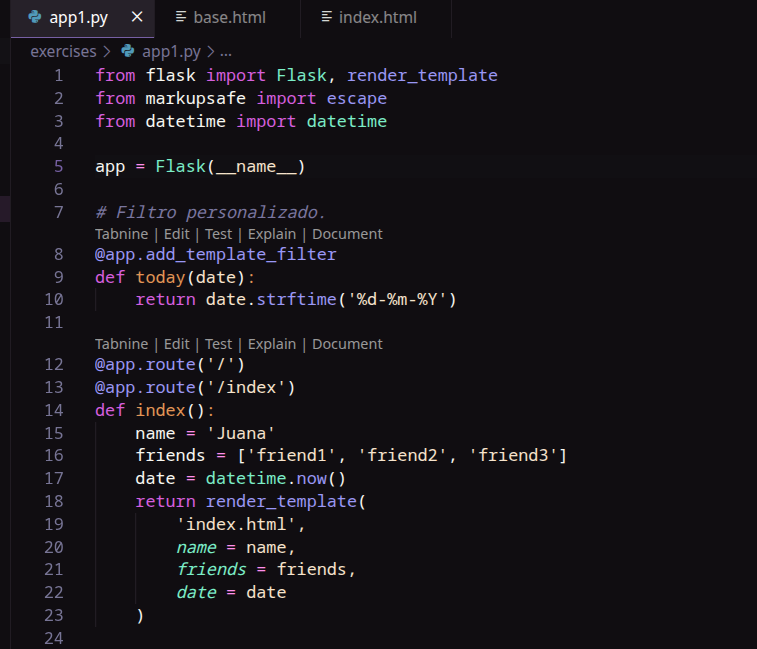 app1.py × base.html index.html
exercises > app1.py > ...
1 from flask import Flask, render_template
2 from markupsafe import escape
3 from datetime import datetime
4
5 app = Flask(__name__)
6
7 # Filtro personalizado.
Tabnine | Edit | Test | Explain | Document
8 @app.add_template_filter
9 def today(date):
10     return date.strftime('%d-%m-%Y')
11
Tabnine | Edit | Test | Explain | Document
12 @app.route('/')
13 @app.route('/index')
14 def index():
15     name = 'Juana'
16     friends = ['friend1', 'friend2', 'friend3']
17     date = datetime.now()
18     return render_template(
19         'index.html',
20         name = name,
21         friends = friends,
22         date = date
23     )
24